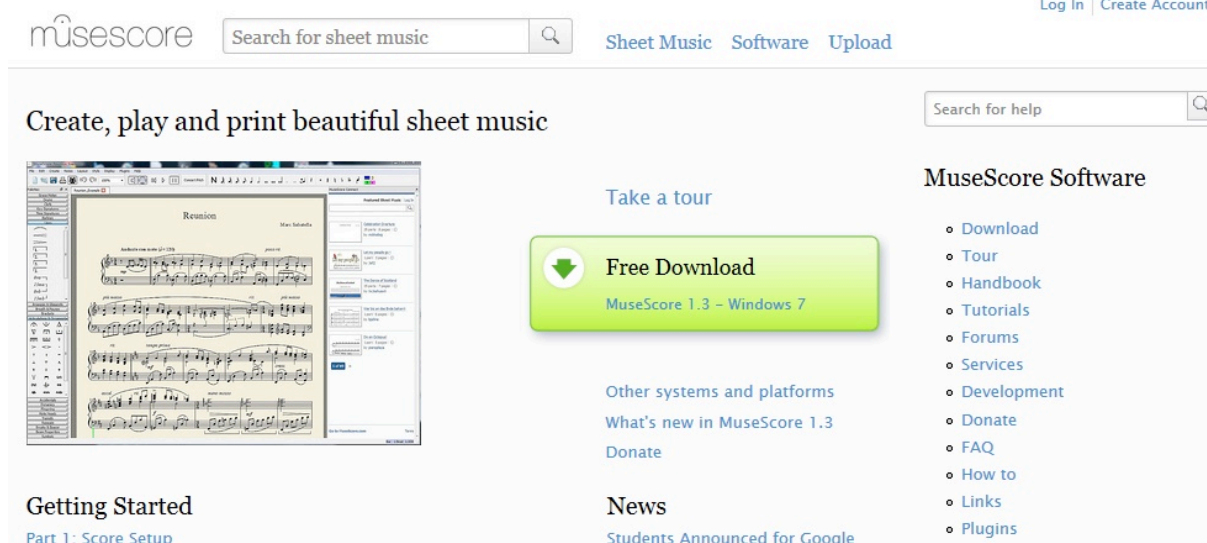 Log In | Create Account
musescore
Search for sheet music
Sheet Music Software Upload
Create, play and print beautiful sheet music
Reunion
Marc Sabatella
Take a tour
Free Download
MuseScore 1.3 – Windows 7
Other systems and platforms
What's new in MuseScore 1.3
Donate
Getting Started
Part 1: Score Setup
News
Students Announced for Google
Search for help
MuseScore Software
Download
Tour
Handbook
Tutorials
Forums
Services
Development
Donate
FAQ
How to
Links
Plugins